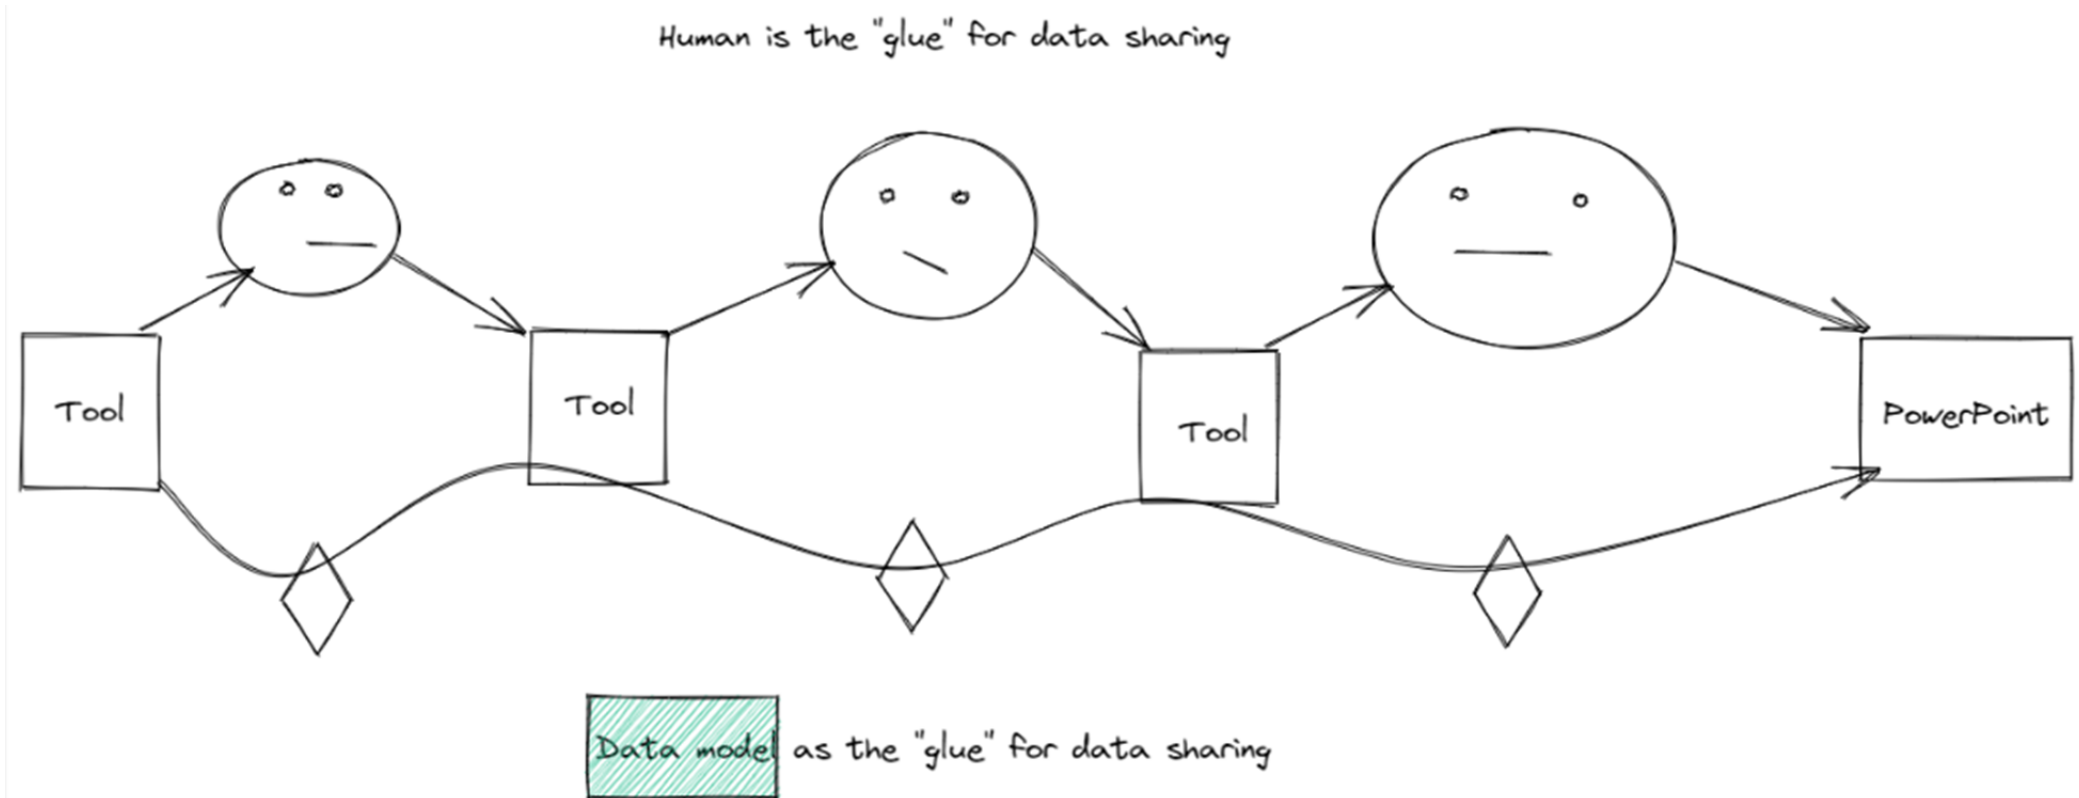 Human is the "glue" for data sharing
Tool
Tool
Tool
PowerPoint
Data model as the "glue" for data sharing